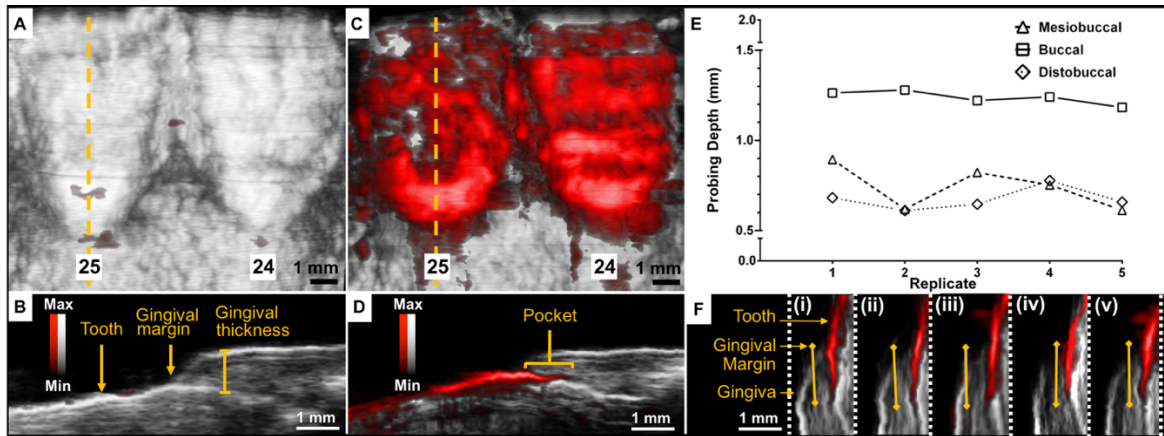 A
25
24
1 mm
B
Max
Min
Tooth
Gingival
margin
Gingival
thickness
1 mm
C
25
24
1 mm
D
Max
Min
Pocket
1 mm
E
Mesiobuccal
Buccal
Distobuccal
Probing Depth (mm)
2.0
1.5
1.0
0.5
0.0
1 2 3 4 5
Replicate
F
(i) (ii) (iii) (iv) (v)
Tooth
Gingival
Margin
Gingiva
1 mm